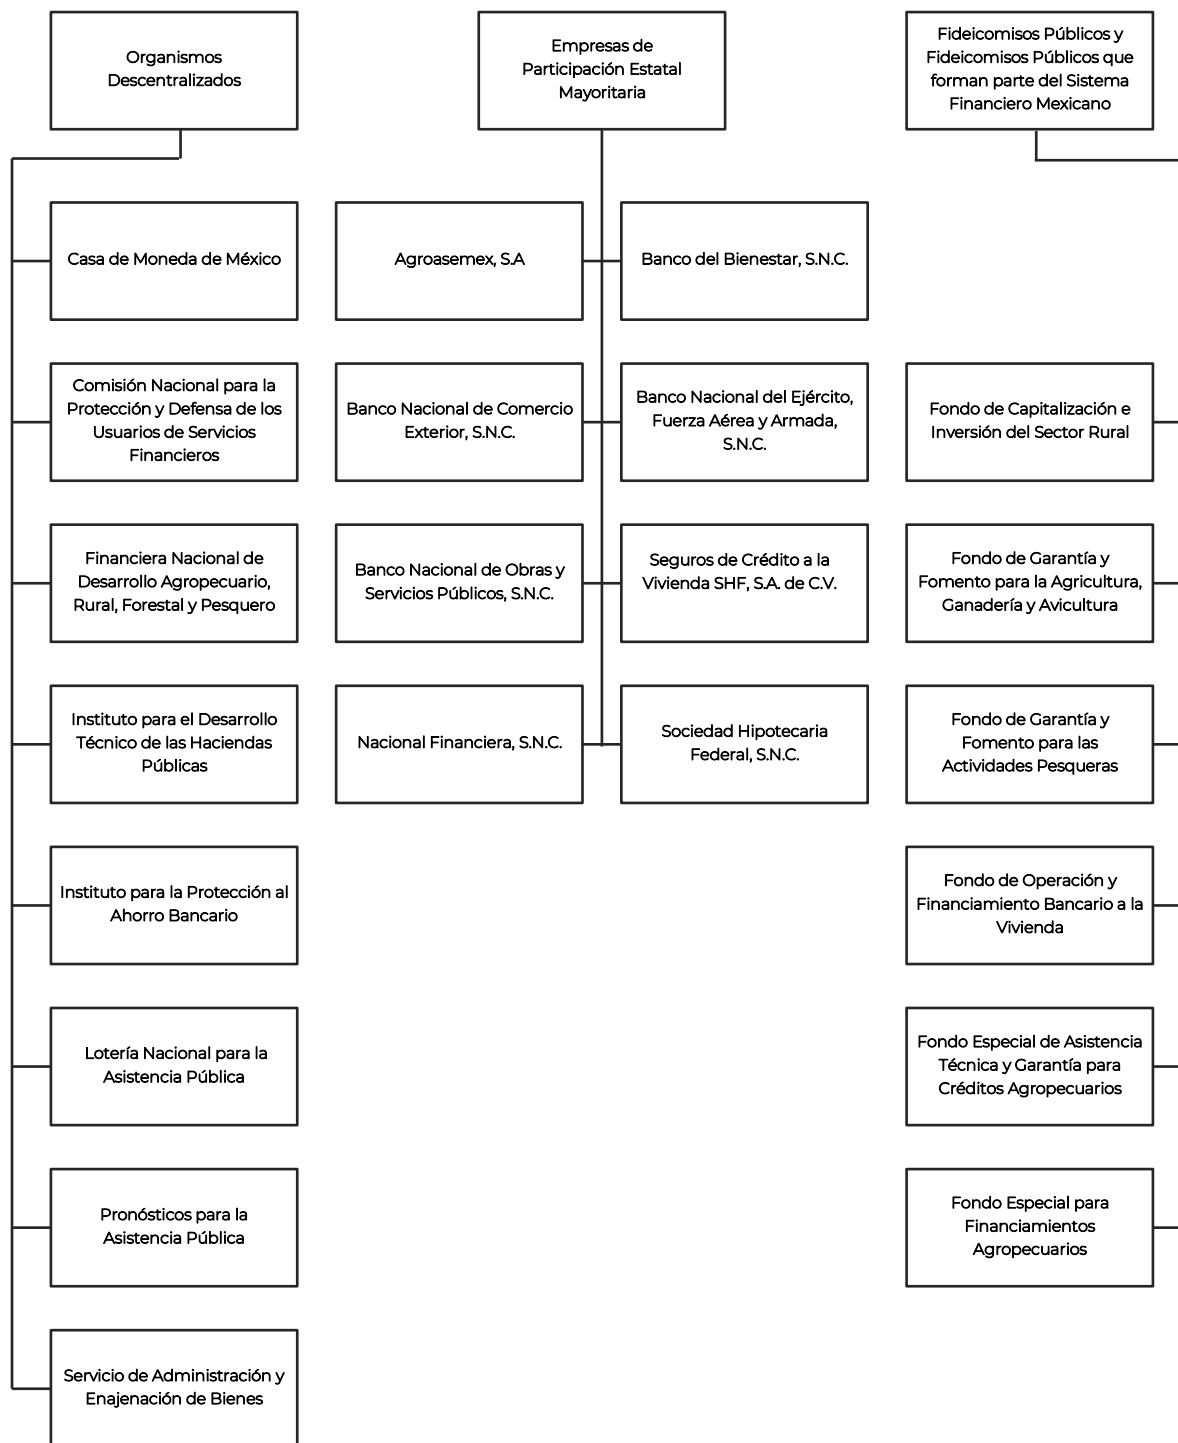 Organismos
Descentralizados
Empresas de
Participación Estatal
Mayoritaria
Fideicomisos Públicos y
Fideicomisos Públicos que
forman parte del Sistema
Financiero Mexicano
Casa de Moneda de México
Agroasemex, S.A
Banco del Bienestar, S.N.C.
Comisión Nacional para la
Protección y Defensa de los
Usuarios de Servicios
Financieros
Banco Nacional de Comercio
Exterior, S.N.C.
Banco Nacional del Ejército,
Fuerza Aérea y Armada,
S.N.C.
Fondo de Capitalización e
Inversión del Sector Rural
Financiera Nacional de
Desarrollo Agropecuario,
Rural, Forestal y Pesquero
Banco Nacional de Obras y
Servicios Públicos, S.N.C.
Seguros de Crédito a la
Vivienda SHF, S.A. de C.V.
Fondo de Garantía y
Fomento para la Agricultura,
Ganadería y Avicultura
Instituto para el Desarrollo
Técnico de las Haciendas
Públicas
Nacional Financiera, S.N.C.
Sociedad Hipotecaria
Federal, S.N.C.
Fondo de Garantía y
Fomento para las
Actividades Pesqueras
Instituto para la Protección al
Ahorro Bancario
Fondo de Operación y
Financiamiento Bancario a la
Vivienda
Lotería Nacional para la
Asistencia Pública
Fondo Especial de Asistencia
Técnica y Garantía para
Créditos Agropecuarios
Pronósticos para la
Asistencia Pública
Fondo Especial para
Financiamientos
Agropecuarios
Servicio de Administración y
Enajenación de Bienes